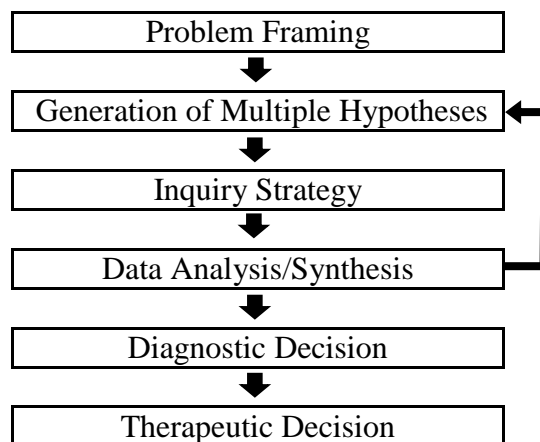 Problem Framing
Generation of Multiple Hypotheses
Inquiry Strategy
Data Analysis/Synthesis
Diagnostic Decision
Therapeutic Decision